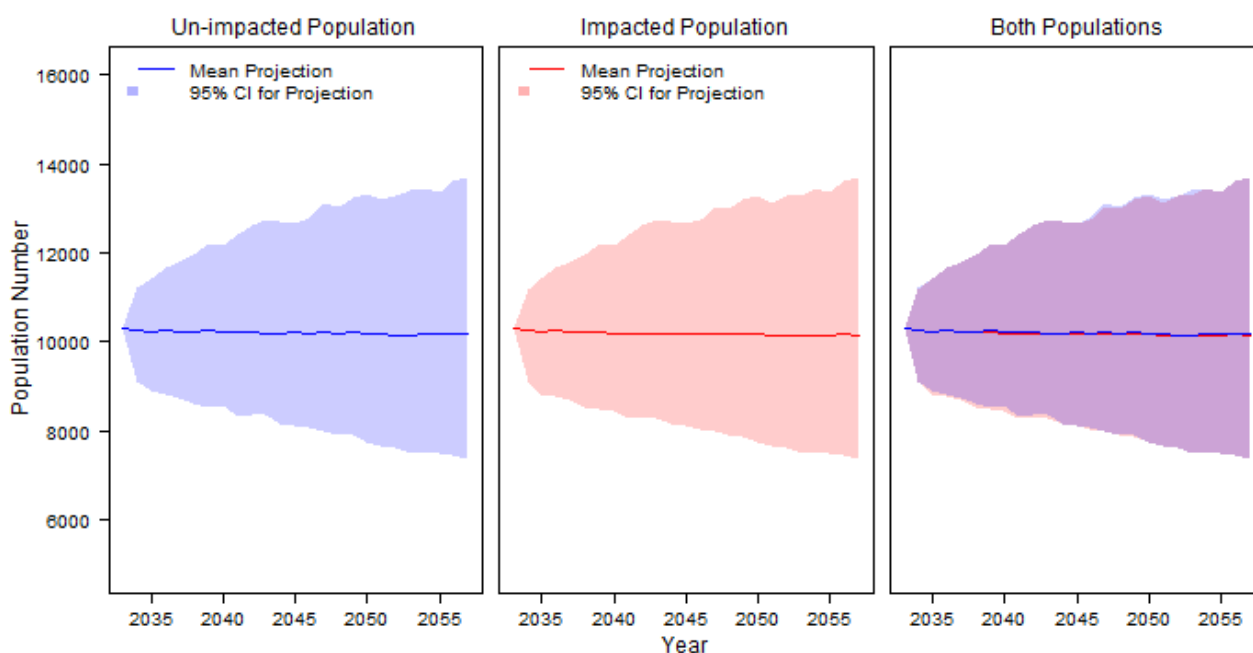 Un-impacted Population
Impacted Population
Both Populations
Mean Projection
95% CI for Projection
Mean Projection
95% CI for Projection
Population Number
16000
14000
12000
10000
8000
6000
2035 2040 2045 2050 2055
2035 2040 2045 2050 2055
2035 2040 2045 2050 2055
Year